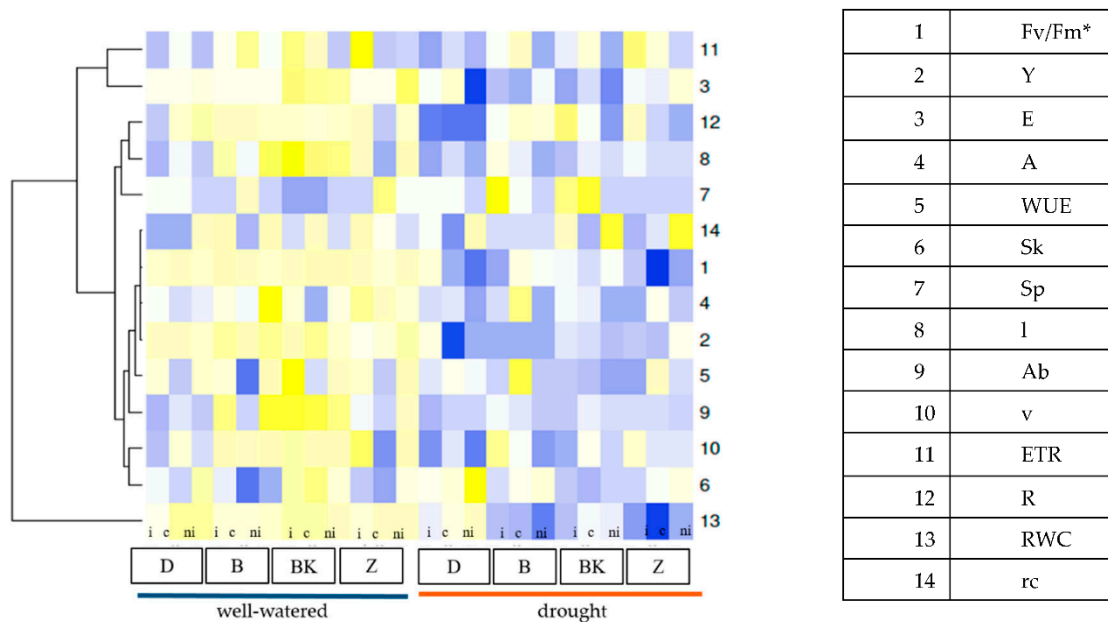 11
3
12
8
7
14
1
4
2
5
9
10
6
13
i c ni i c ni i c ni i c ni i c ni i c ni i c ni i c ni
D B BK Z D B BK Z
well-watered drought
1 Fv/Fm*
2 Y
3 E
4 A
5 WUE
6 Sk
7 Sp
8 l
9 Ab
10 v
11 ETR
12 R
13 RWC
14 rc